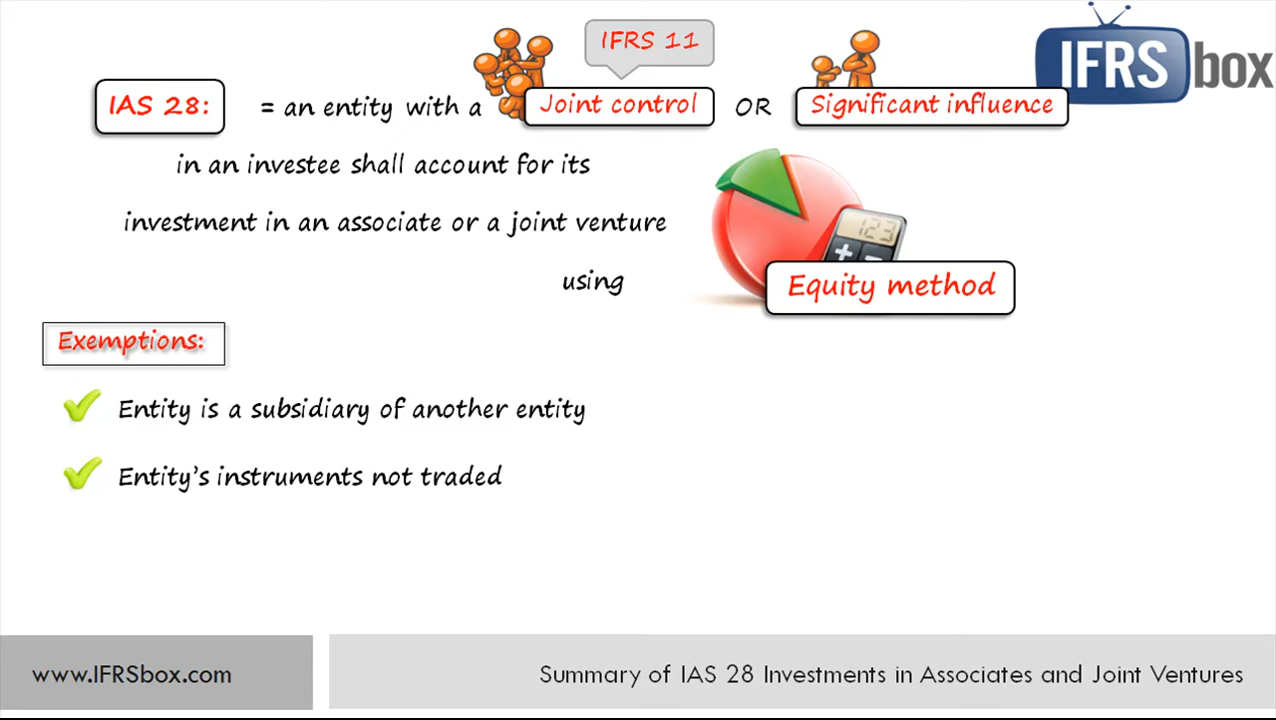 IFRS 11
IFRS box
IAS 28: = an entity with a Joint control OR Significant influence
in an investee shall account for its
investment in an associate or a joint venture
123
+ −
using Equity method
Exemptions:
Entity is a subsidiary of another entity
Entity's instruments not traded
www.IFRSbox.com Summary of IAS 28 Investments in Associates and Joint Ventures